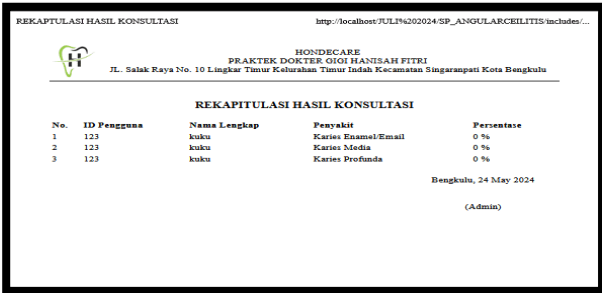 REKAPTULASI HASIL KONSULTASI http://localhost/JULI%202024/SP_ANGULARCEILITIS/includes/...
H
HONDECARE
PRAKTEK DOKTER GIOI HANISAH FITRI
JL. Salak Raya No. 10 Lingkar Timur Kelurahan Timur Indah Kecamatan Singaranpati Kota Bengkulu
REKAPITULASI HASIL KONSULTASI
No. ID Pengguna Nama Lengkap Penyakit Persentase
1 123 kuku Karies Enamel/Email 0 %
2 123 kuku Karies Media 0 %
3 123 kuku Karies Profunda 0 %
Bengkulu, 24 May 2024
(Admin)